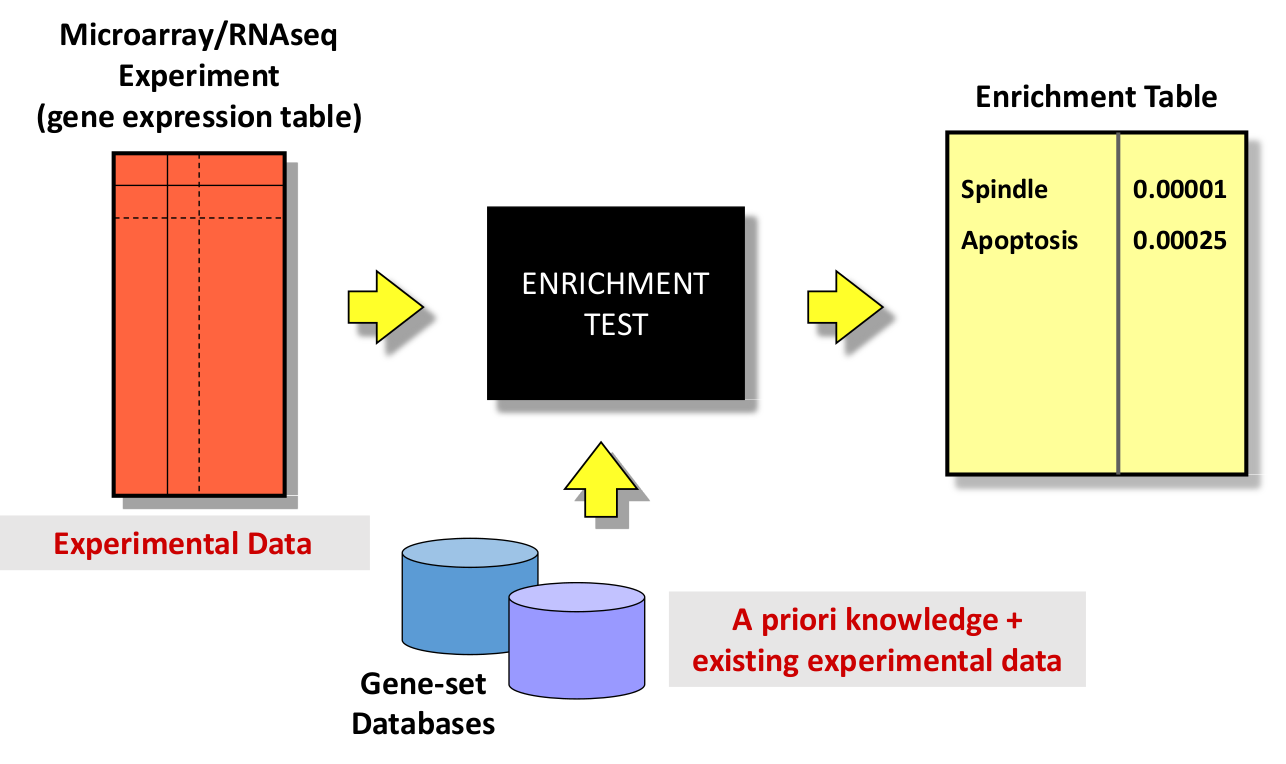 Microarray/RNAseq
Experiment
(gene expression table)
Experimental Data
ENRICHMENT
TEST
Gene-set
Databases
A priori knowledge +
existing experimental data
Enrichment Table
Spindle 0.00001
Apoptosis 0.00025